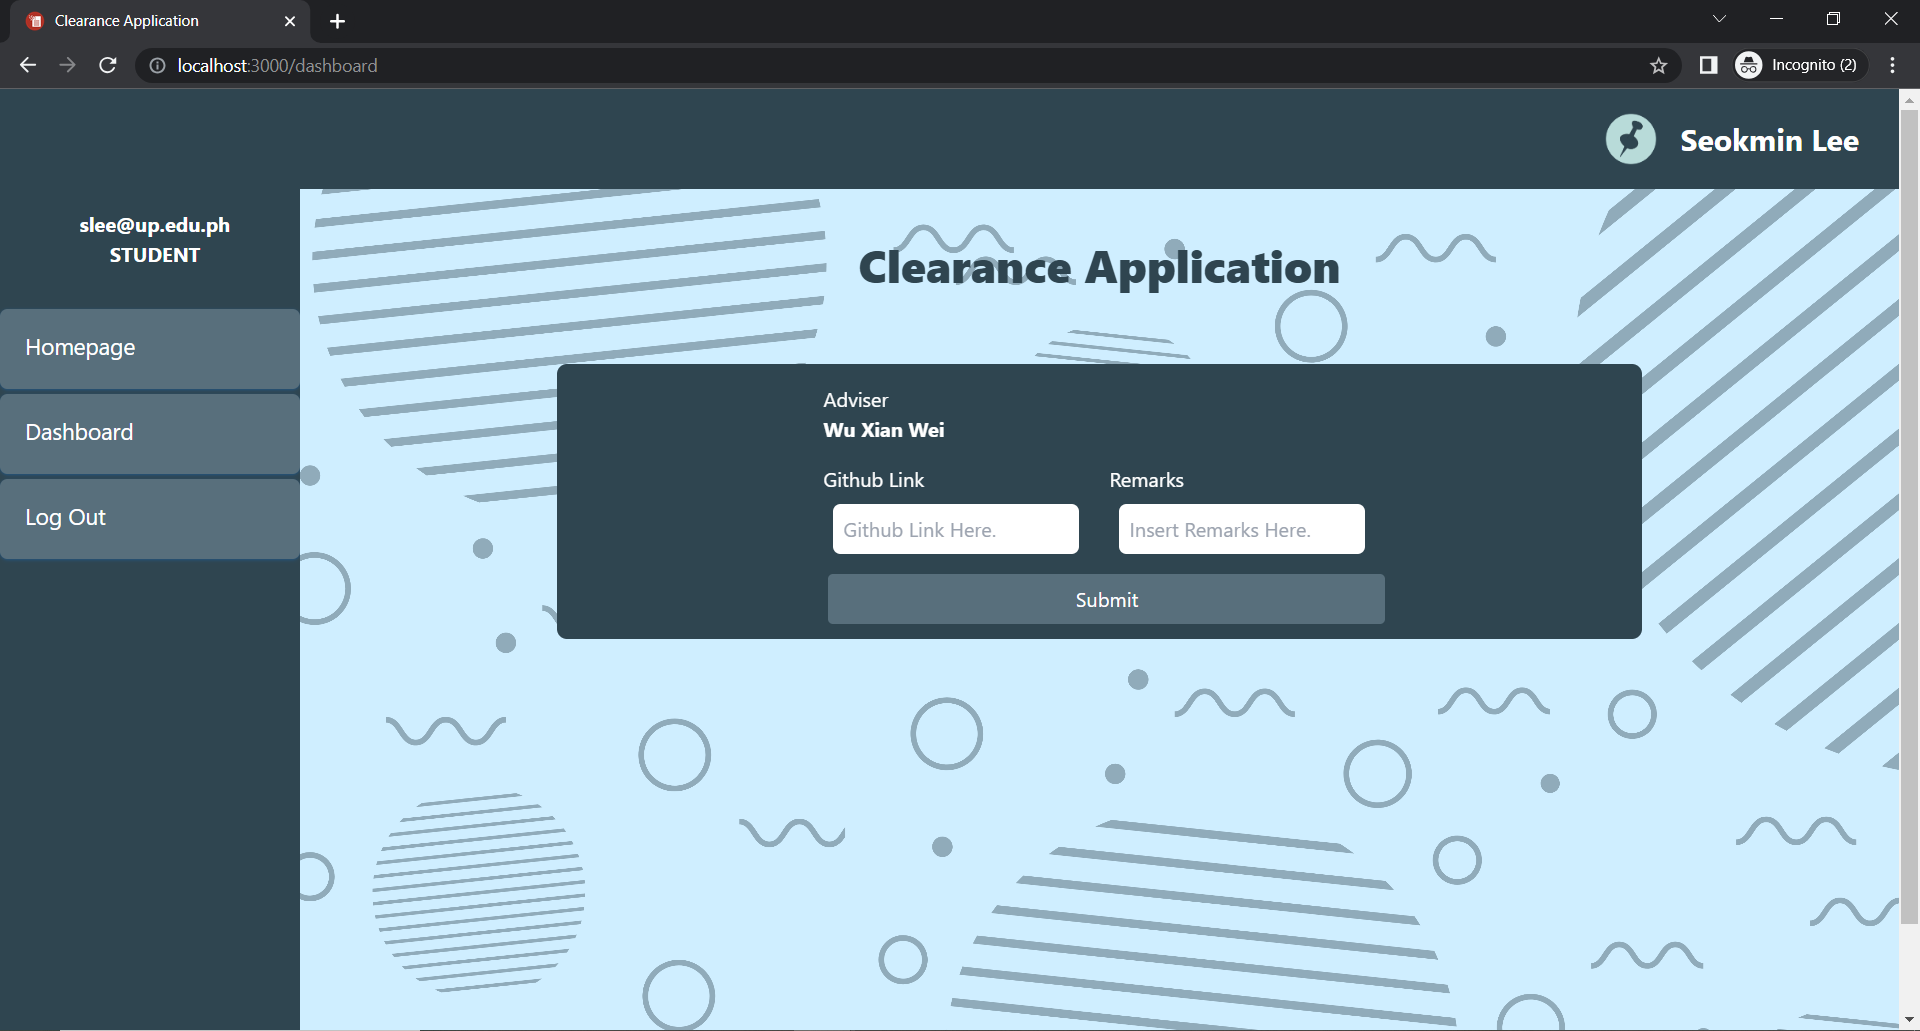 Clearance Application
localhost:3000/dashboard
Incognito (2)
Seokmin Lee
slee@up.edu.ph
STUDENT
Homepage
Dashboard
Log Out
Clearance Application
Adviser
Wu Xian Wei
Github Link
Remarks
Github Link Here.
Insert Remarks Here.
Submit